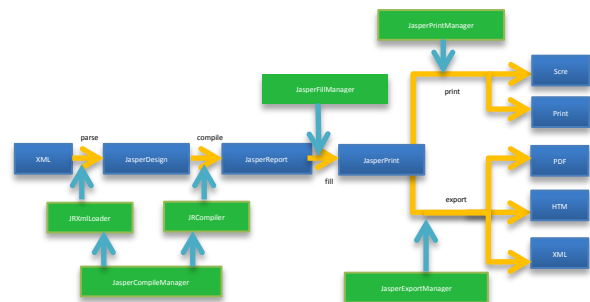 JasperPrintManager
Scre
JasperFillManager
print
Print
parse
compile
XML
JasperDesign
JasperReport
JasperPrint
PDF
fill
export
JRXmlLoader
JRCompiler
HTM
XML
JasperCompileManager
JasperExportManager